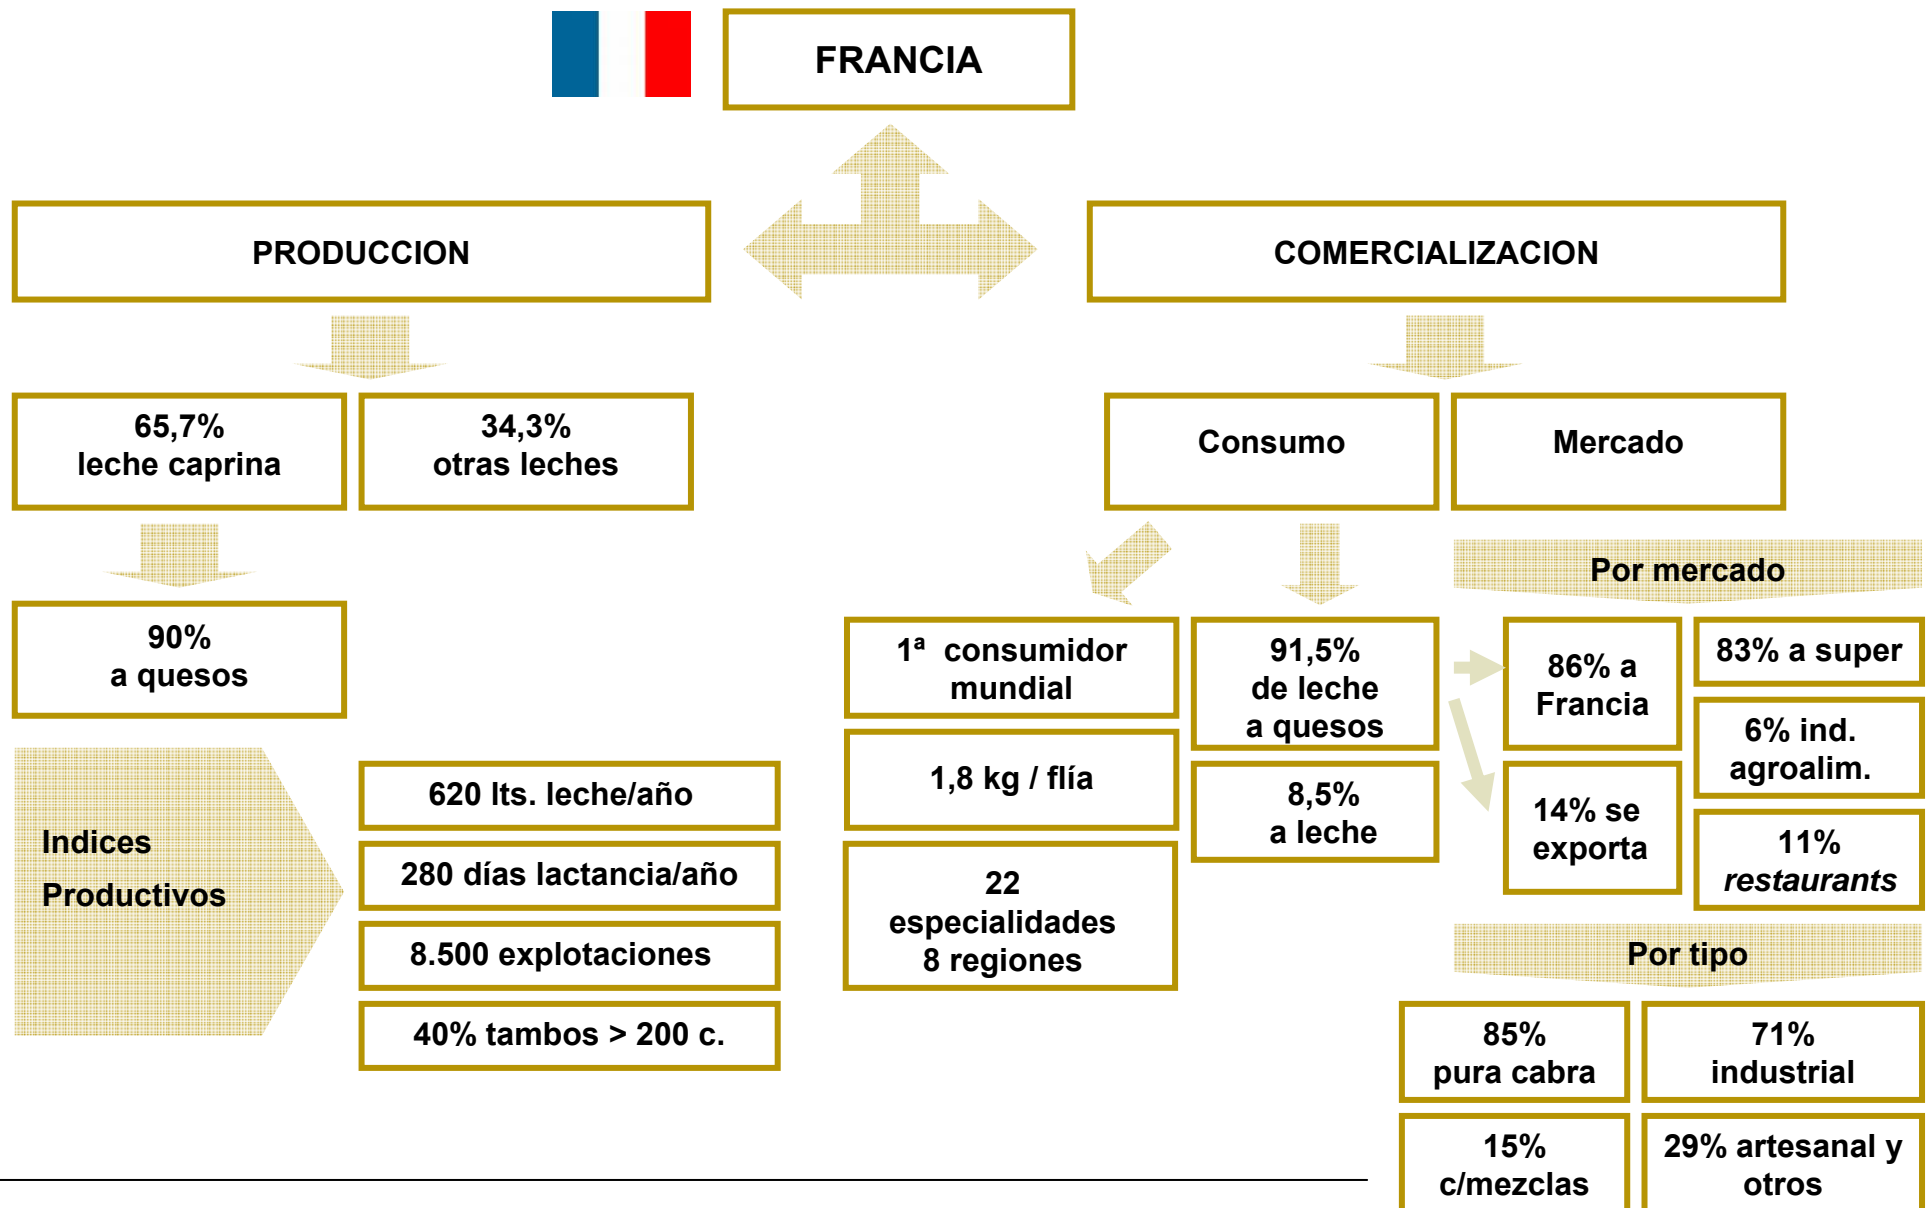 FRANCIA
PRODUCCION
COMERCIALIZACION
65,7%
leche caprina
34,3%
otras leches
Consumo
Mercado
90%
a quesos
Indices
Productivos
620 lts. leche/año
280 días lactancia/año
8.500 explotaciones
40% tambos > 200 c.
1ª consumidor
mundial
1,8 kg / flía
22
especialidades
8 regiones
91,5%
de leche
a quesos
8,5%
a leche
Por mercado
86% a
Francia
14% se
exporta
83% a super
6% ind.
agroalim.
11%
restaurants
Por tipo
85%
pura cabra
71%
industrial
15%
c/mezclas
29% artesanal y
otros